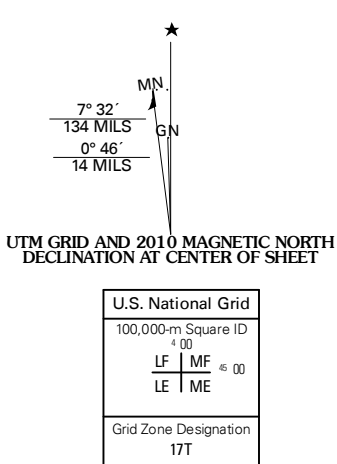 MN
7° 32´
134 MILS
GN
0° 46´
14 MILS
UTM GRID AND 2010 MAGNETIC NORTH
DECLINATION AT CENTER OF SHEET
U.S. National Grid
100,000-m Square ID
4 00
LF MF 45 00
LE ME
Grid Zone Designation
17T